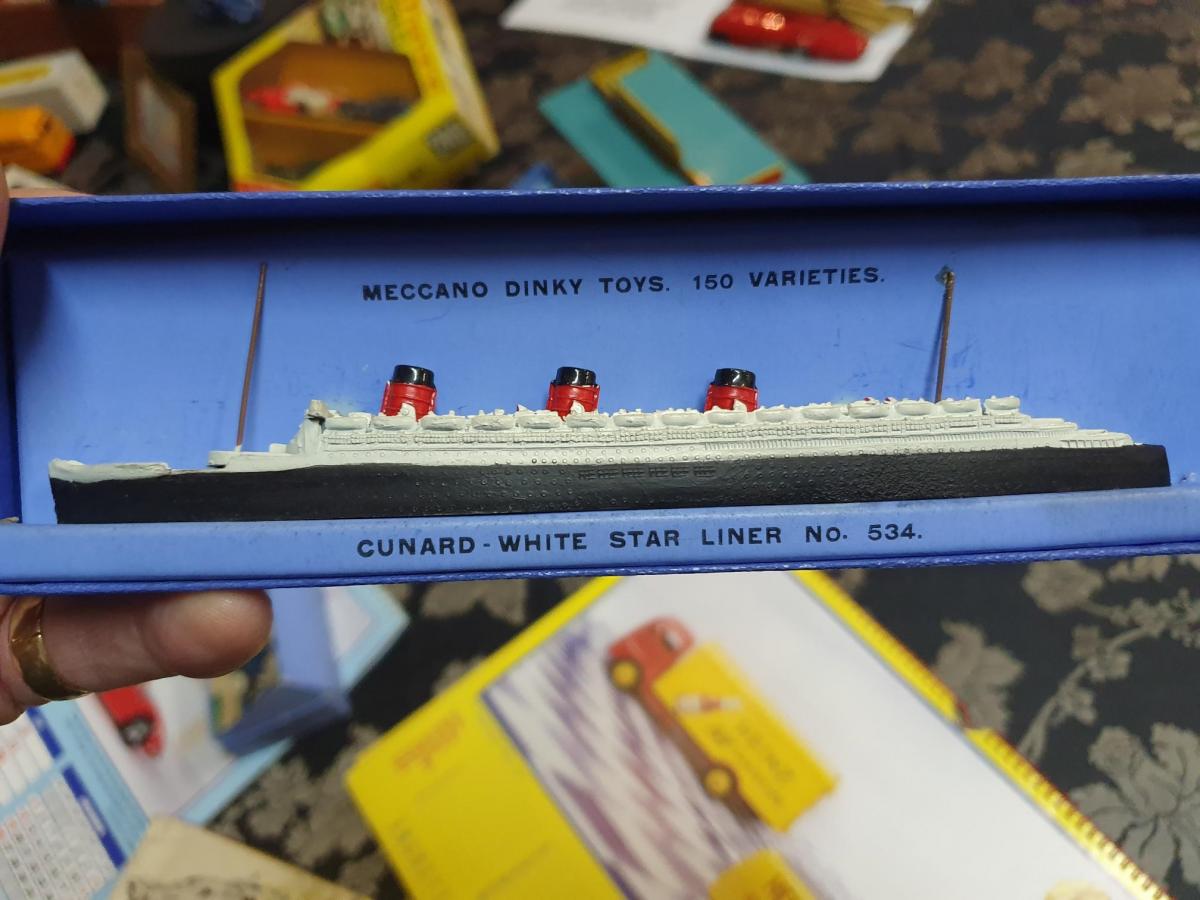 MECCANO DINKY TOYS. 150 VARIETIES.
CUNARD-WHITE STAR LINER No. 534.